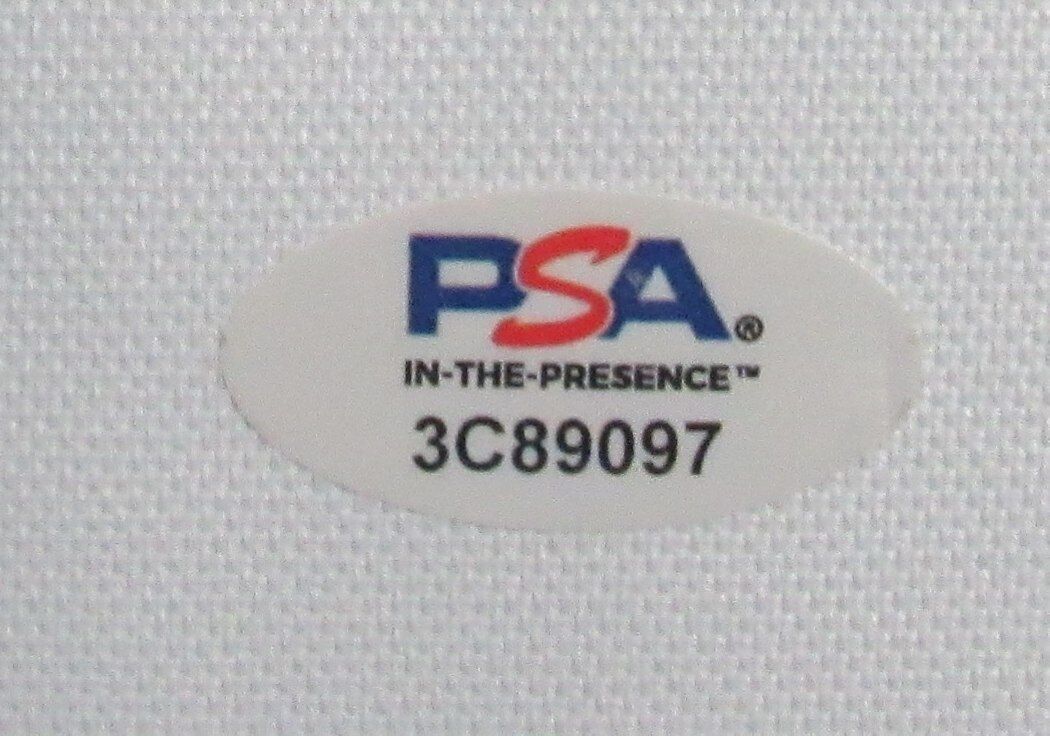 PSA®
IN-THE-PRESENCE™
3C89097